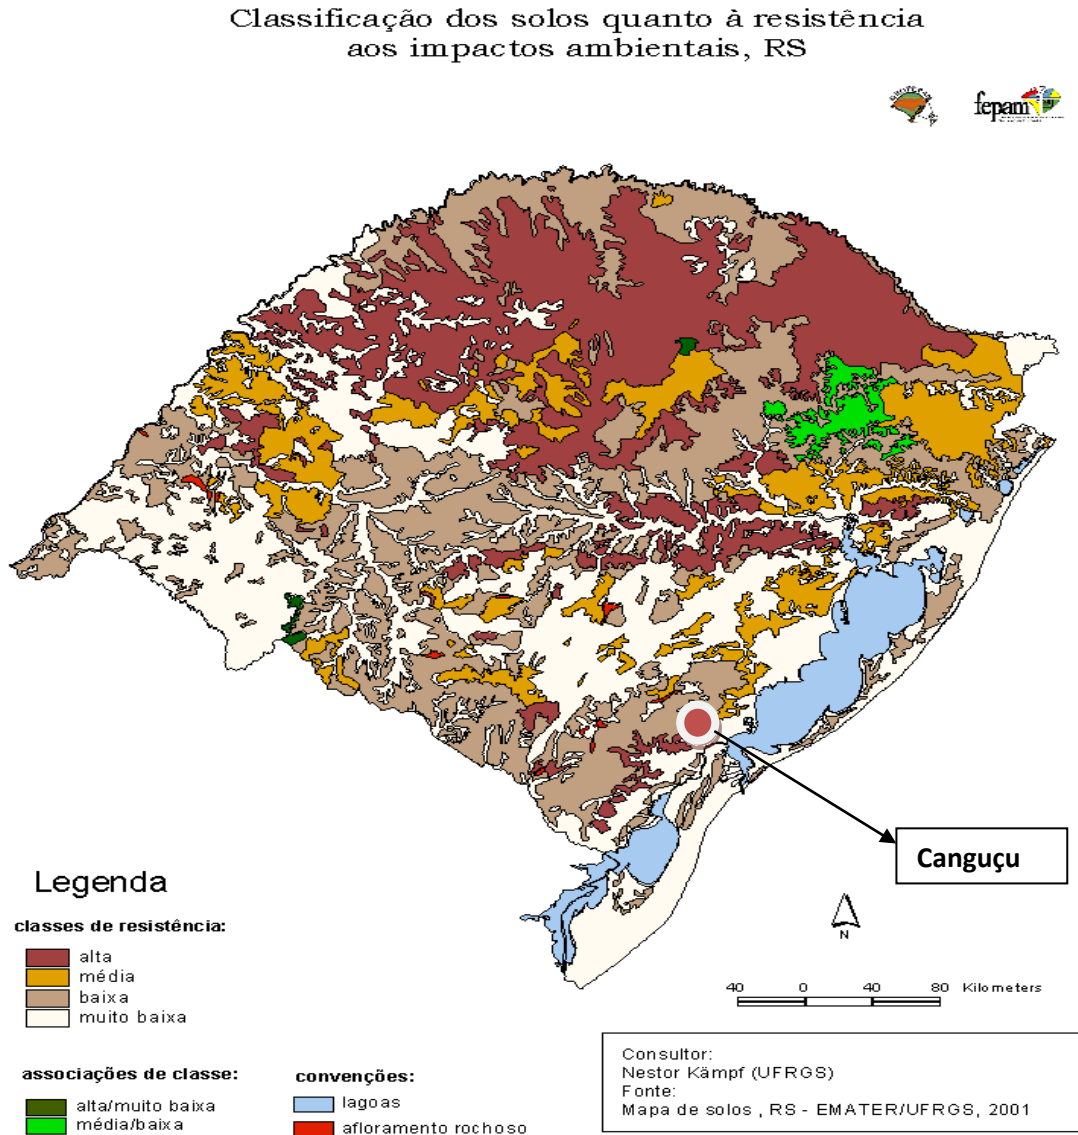 Classificação dos solos quanto à resistência
aos impactos ambientais, RS
fepam
Canguçu
N
40 0 40 80 Kilometers
Legenda
classes de resistência:
alta
média
baixa
muito baixa
associações de classe:
alta/muito baixa
média/baixa
convenções:
lagoas
afloramento rochoso
Consultor:
Nestor Kämpf (UFRGS)
Fonte:
Mapa de solos , RS - EMATER/UFRGS, 2001